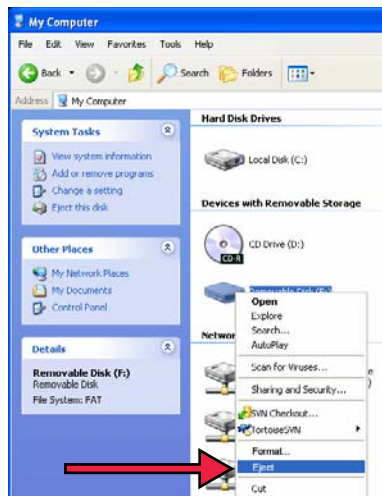 My Computer
File Edit View Favorites Tools Help
Back Search Folders
Address My Computer
System Tasks
View system information
Add or remove programs
Change a setting
Eject this disk
Other Places
My Network Places
My Documents
Control Panel
Details
Removable Disk (F:)
Removable Disk
File System: FAT
Hard Disk Drives
Local Disk (C:)
Devices with Removable Storage
CD-R
CD Drive (D:)
Removable Disk (F:)
Networ
Open
Explore
Search...
AutoPlay
Scan for Viruses...
Sharing and Security...
SVN Checkout...
TortoiseSVN
Format...
Eject
Cut